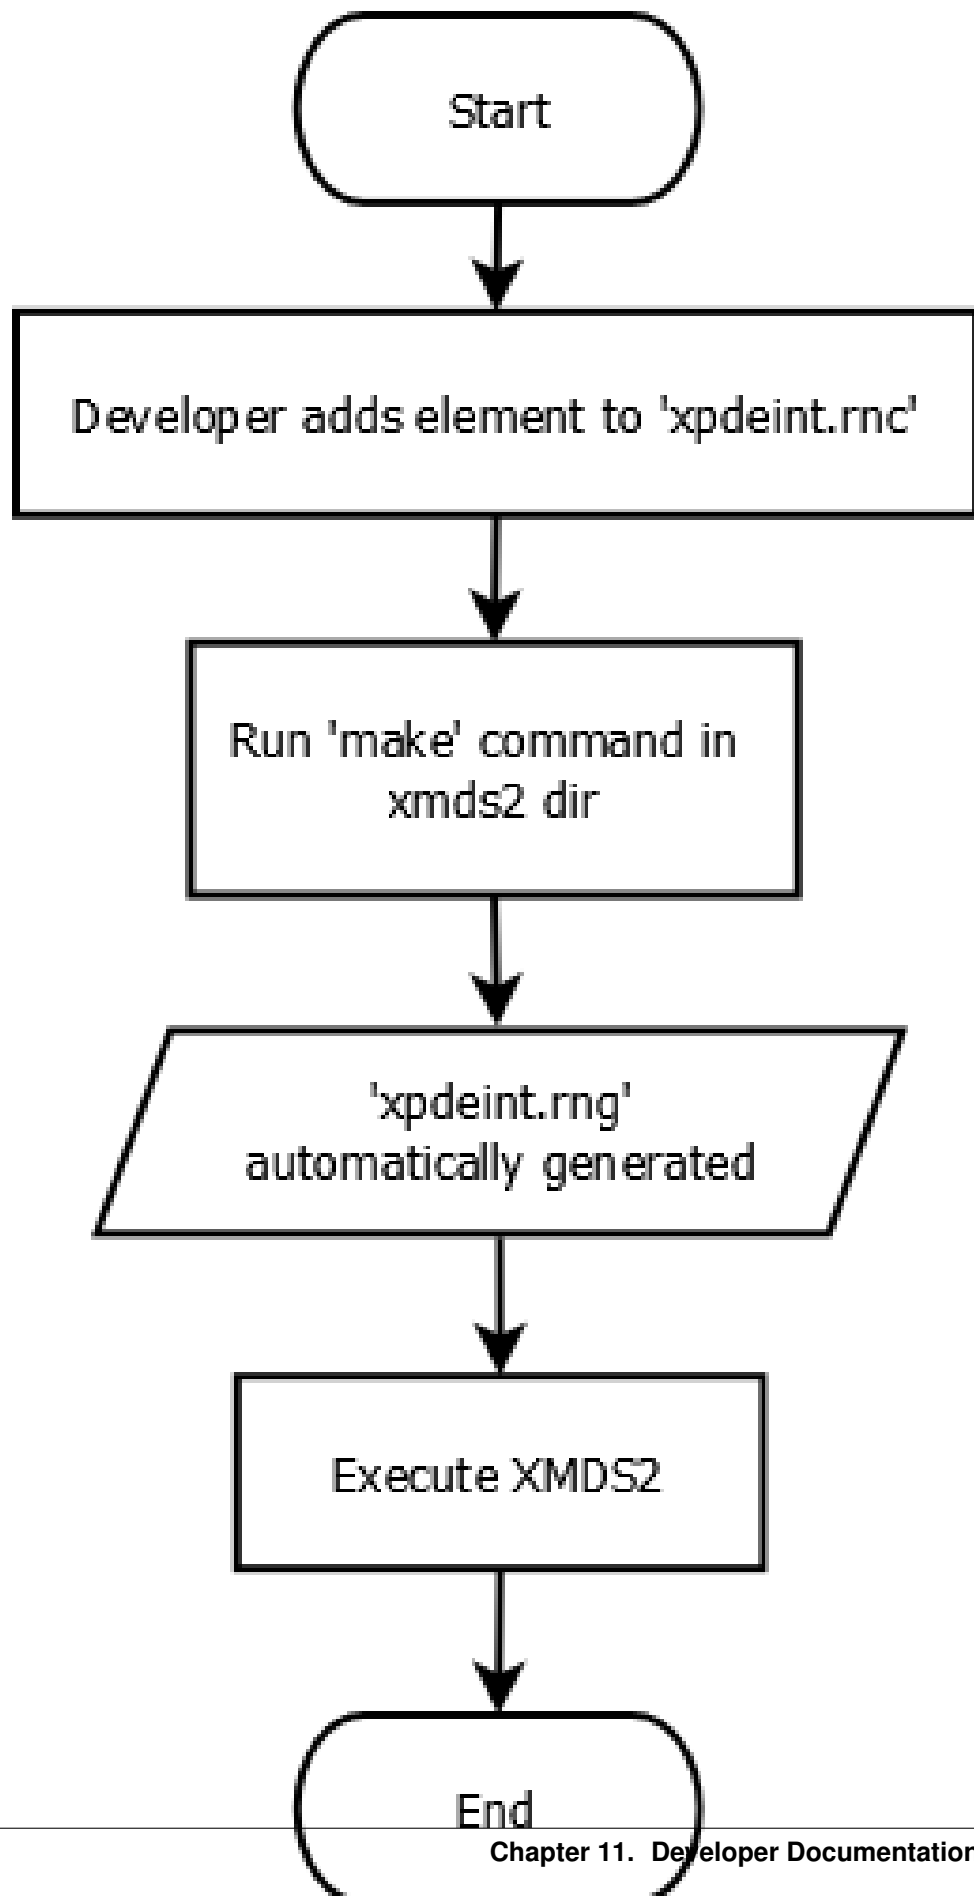 Start
Developer adds element to 'xpdeint.rnc'
Run 'make' command in
xmds2 dir
'xpdeint.rng'
automatically generated
Execute XMDS2
End
Chapter 11. Developer Documentation